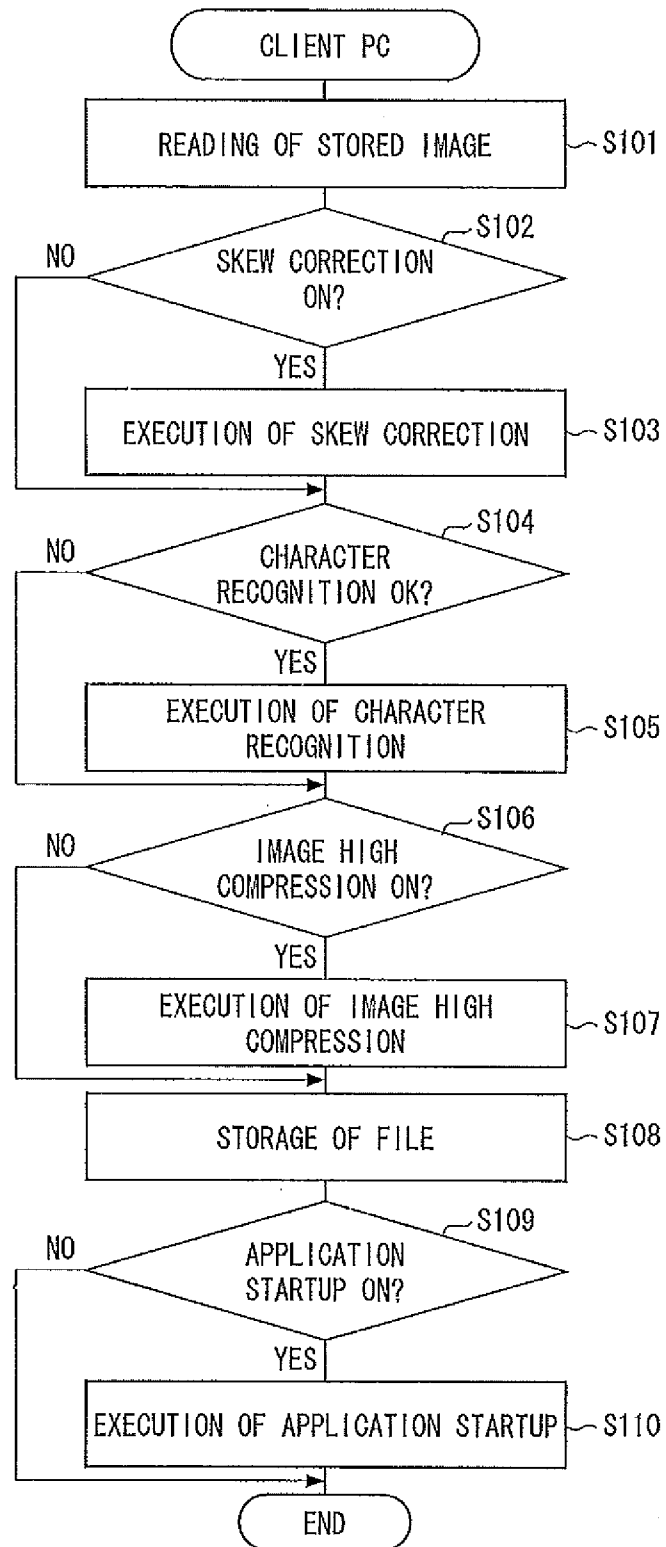 CLIENT PC
READING OF STORED IMAGE
S101
S102
NO
SKEW CORRECTION
ON?
YES
EXECUTION OF SKEW CORRECTION
S103
S104
NO
CHARACTER
RECOGNITION OK?
YES
EXECUTION OF CHARACTER
RECOGNITION
S105
S106
NO
IMAGE HIGH
COMPRESSION ON?
YES
EXECUTION OF IMAGE HIGH
COMPRESSION
S107
STORAGE OF FILE
S108
S109
NO
APPLICATION
STARTUP ON?
YES
EXECUTION OF APPLICATION STARTUP
S110
END